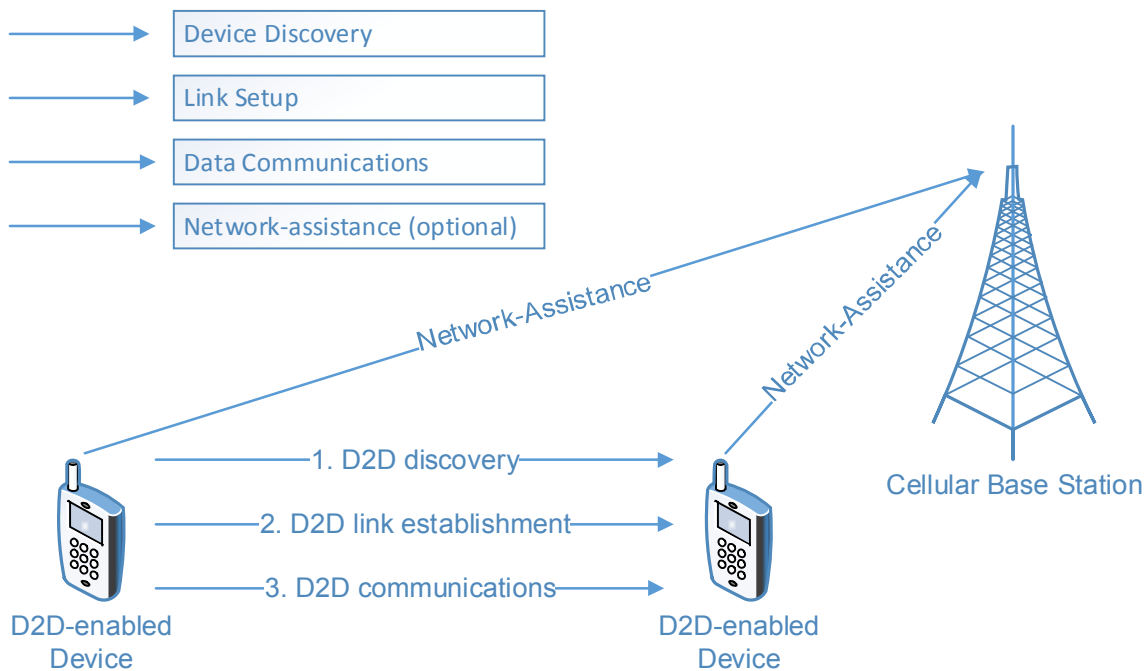 Device Discovery
Link Setup
Data Communications
Network-assistance (optional)
Network-Assistance
Network-Assistance
1. D2D discovery
2. D2D link establishment
3. D2D communications
Cellular Base Station
D2D-enabled
Device
D2D-enabled
Device